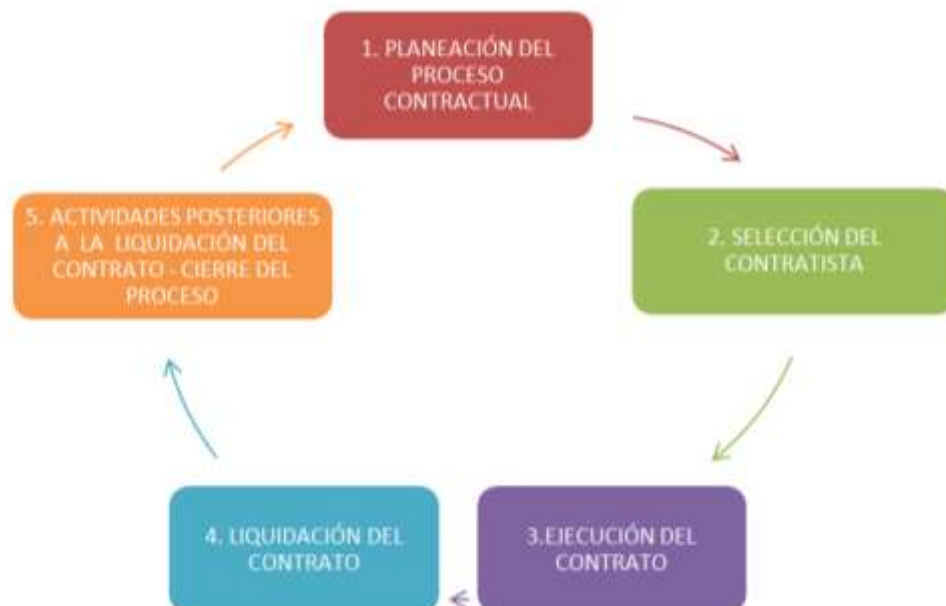 1. PLANEACIÓN DEL
PROCESO
CONTRACTUAL
2. SELECCIÓN DEL
CONTRATISTA
3.EJECUCIÓN DEL
CONTRATO
4. LIQUIDACIÓN DEL
CONTRATO
5. ACTIVIDADES POSTERIORES
A LA LIQUIDACIÓN DEL
CONTRATO - CIERRE DEL
PROCESO